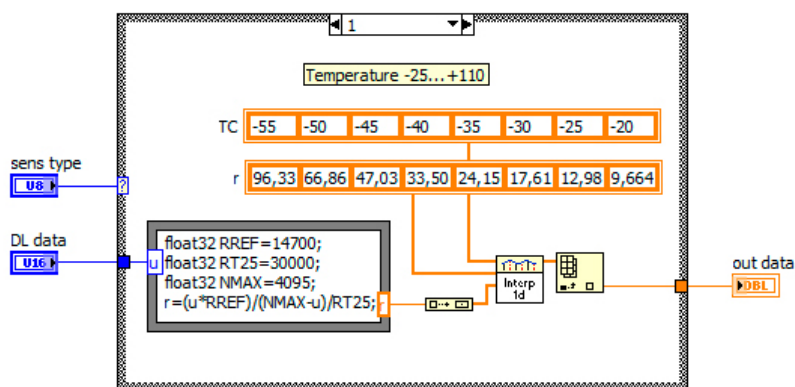 1
Temperature -25...+110
TC -55 -50 -45 -40 -35 -30 -25 -20
sens type
U8
?
r 96,33 66,86 47,03 33,50 24,15 17,61 12,98 9,664
DL data
U16
u
float32 RREF=14700;
float32 RT25=30000;
float32 NMAX=4095;
r=(u*RREF)/(NMAX-u)/RT25;
r
Interp
1d
out data
DBL